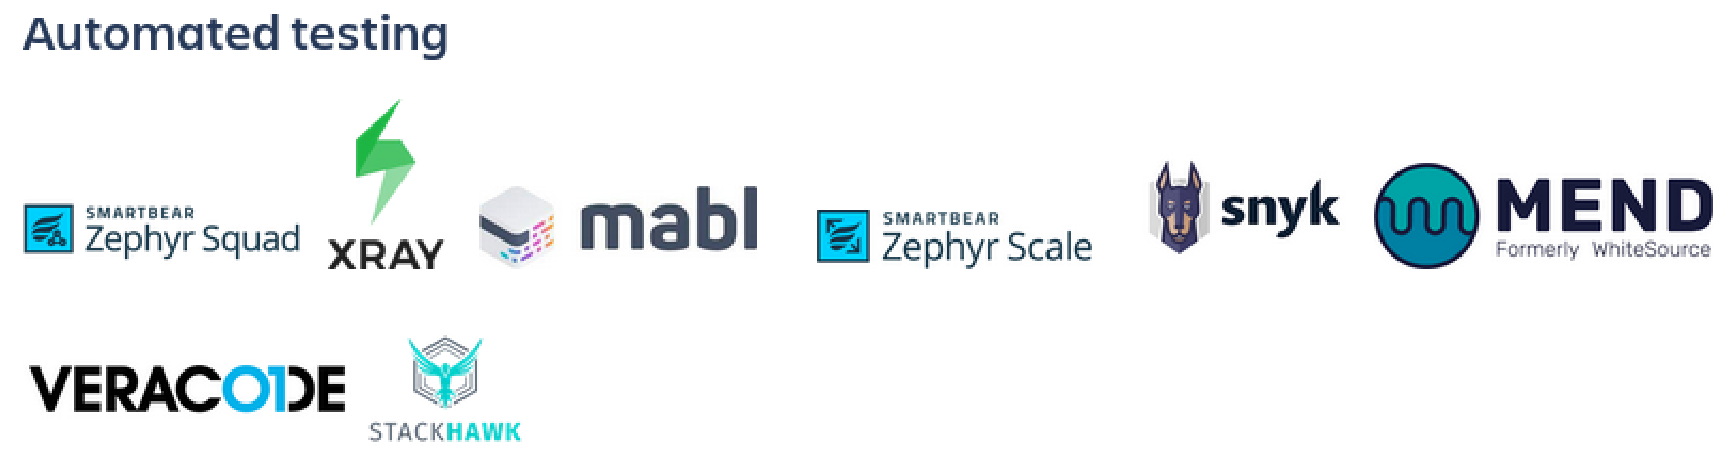 Automated testing
SMARTBEAR
Zephyr Squad
XRAY
mabl
SMARTBEAR
Zephyr Scale
snyk
MEND
Formerly WhiteSource
VERACODE
STACKHAWK